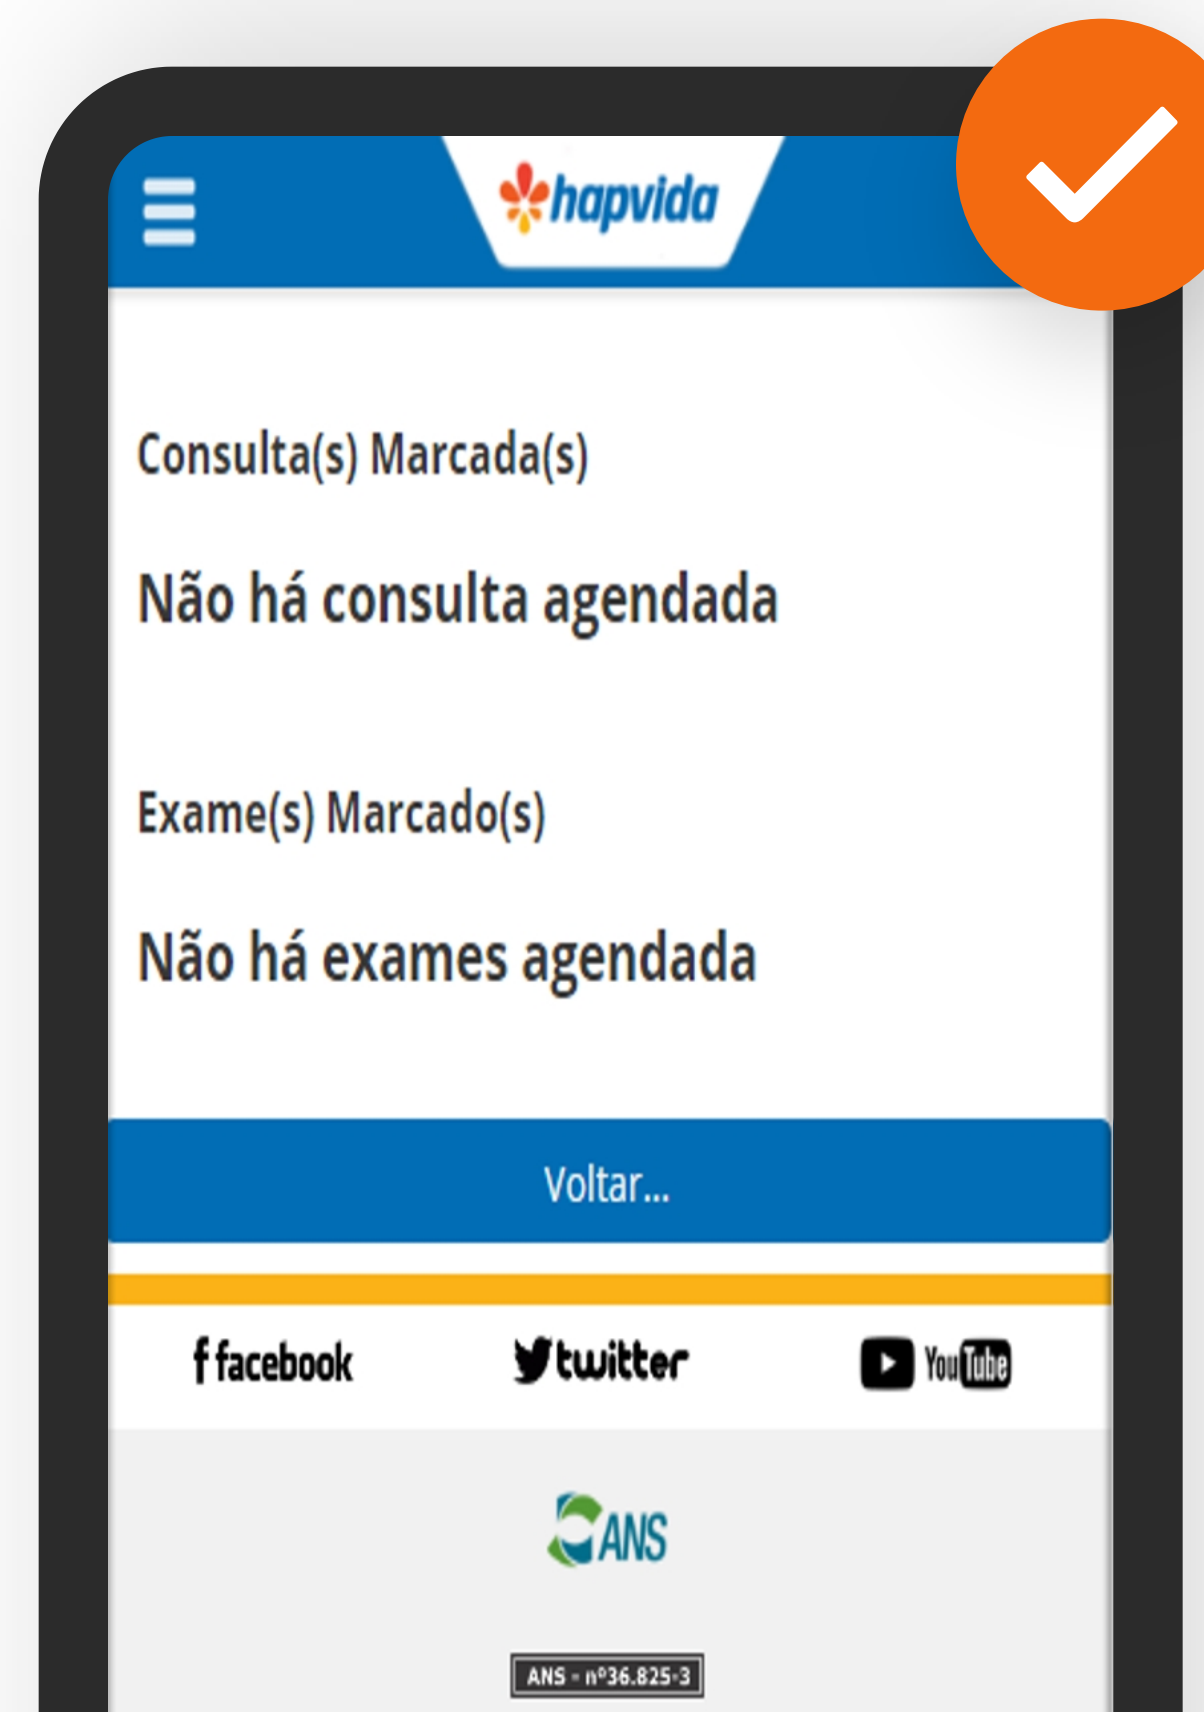 hapvida
Consulta(s) Marcada(s)
Não há consulta agendada
Exame(s) Marcado(s)
Não há exames agendada
Voltar...
facebook twitter YouTube
ANS
ANS - nº36.825-3